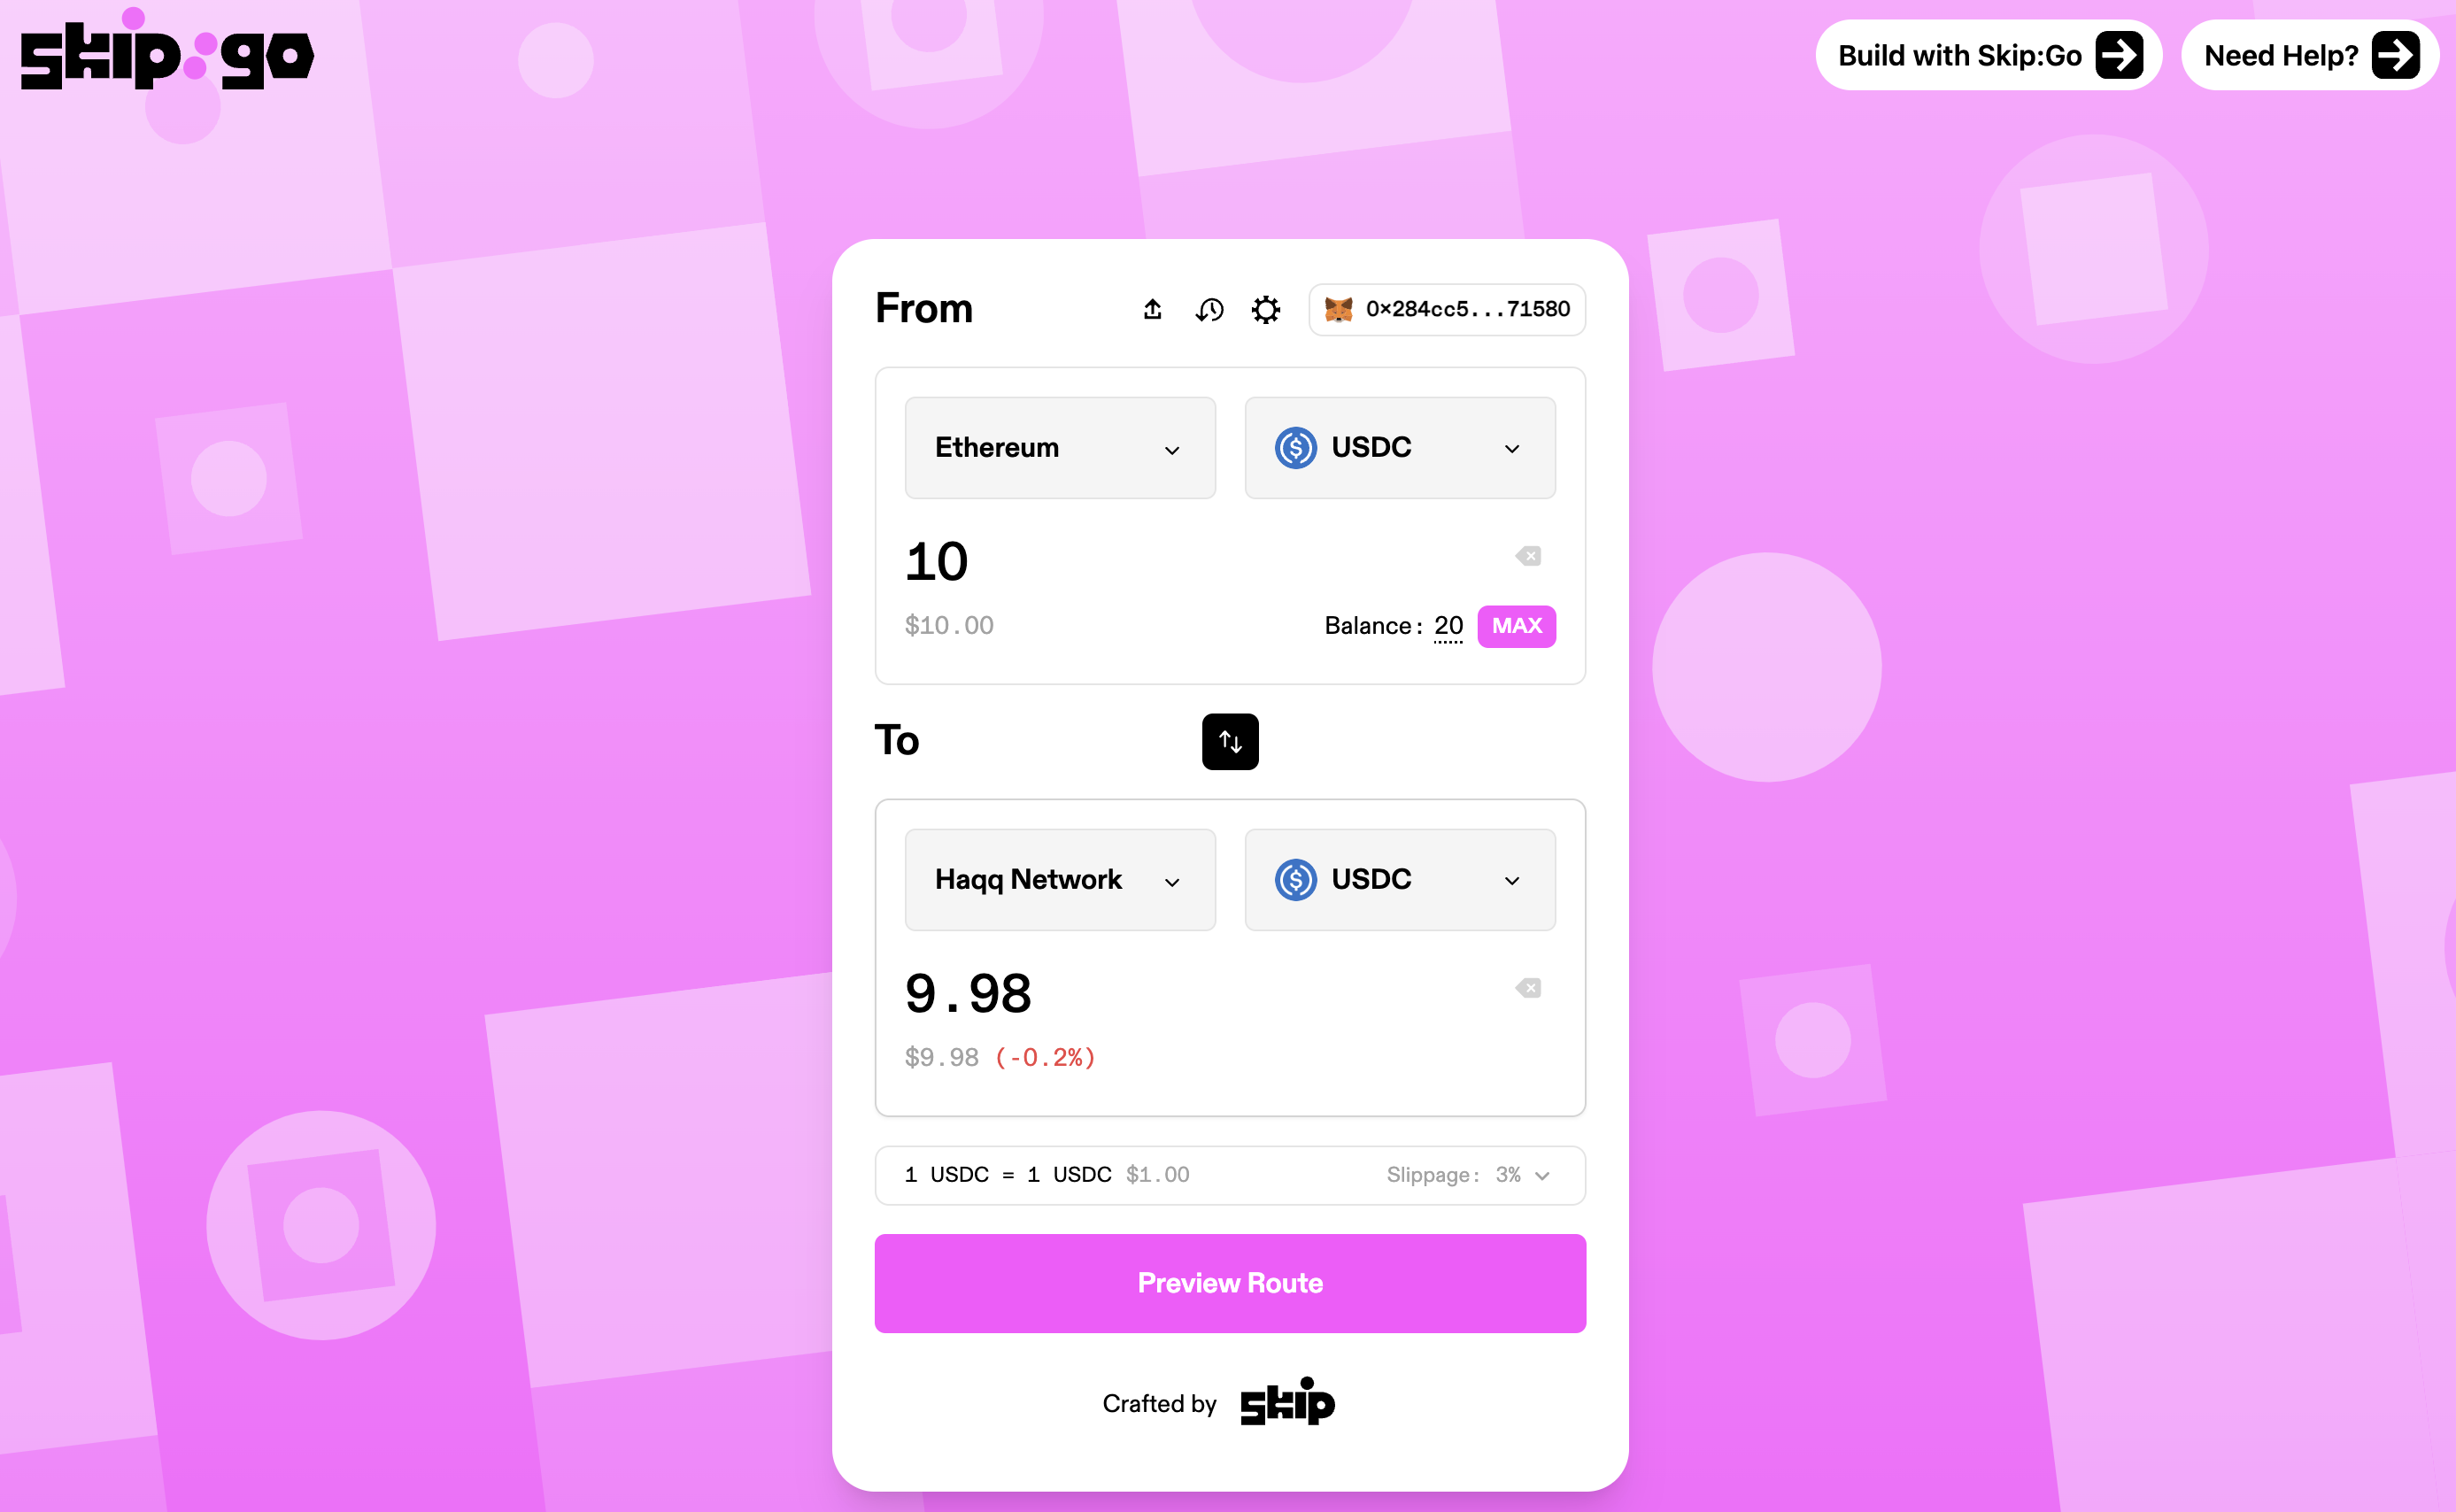 skip:go
Build with Skip:Go
Need Help?
From
0×284cc5...71580
Ethereum
USDC
10
$10.00
Balance: 20
MAX
To
Haqq Network
USDC
9.98
$9.98 (-0.2%)
1 USDC = 1 USDC $1.00
Slippage: 3%
Preview Route
Crafted by skip